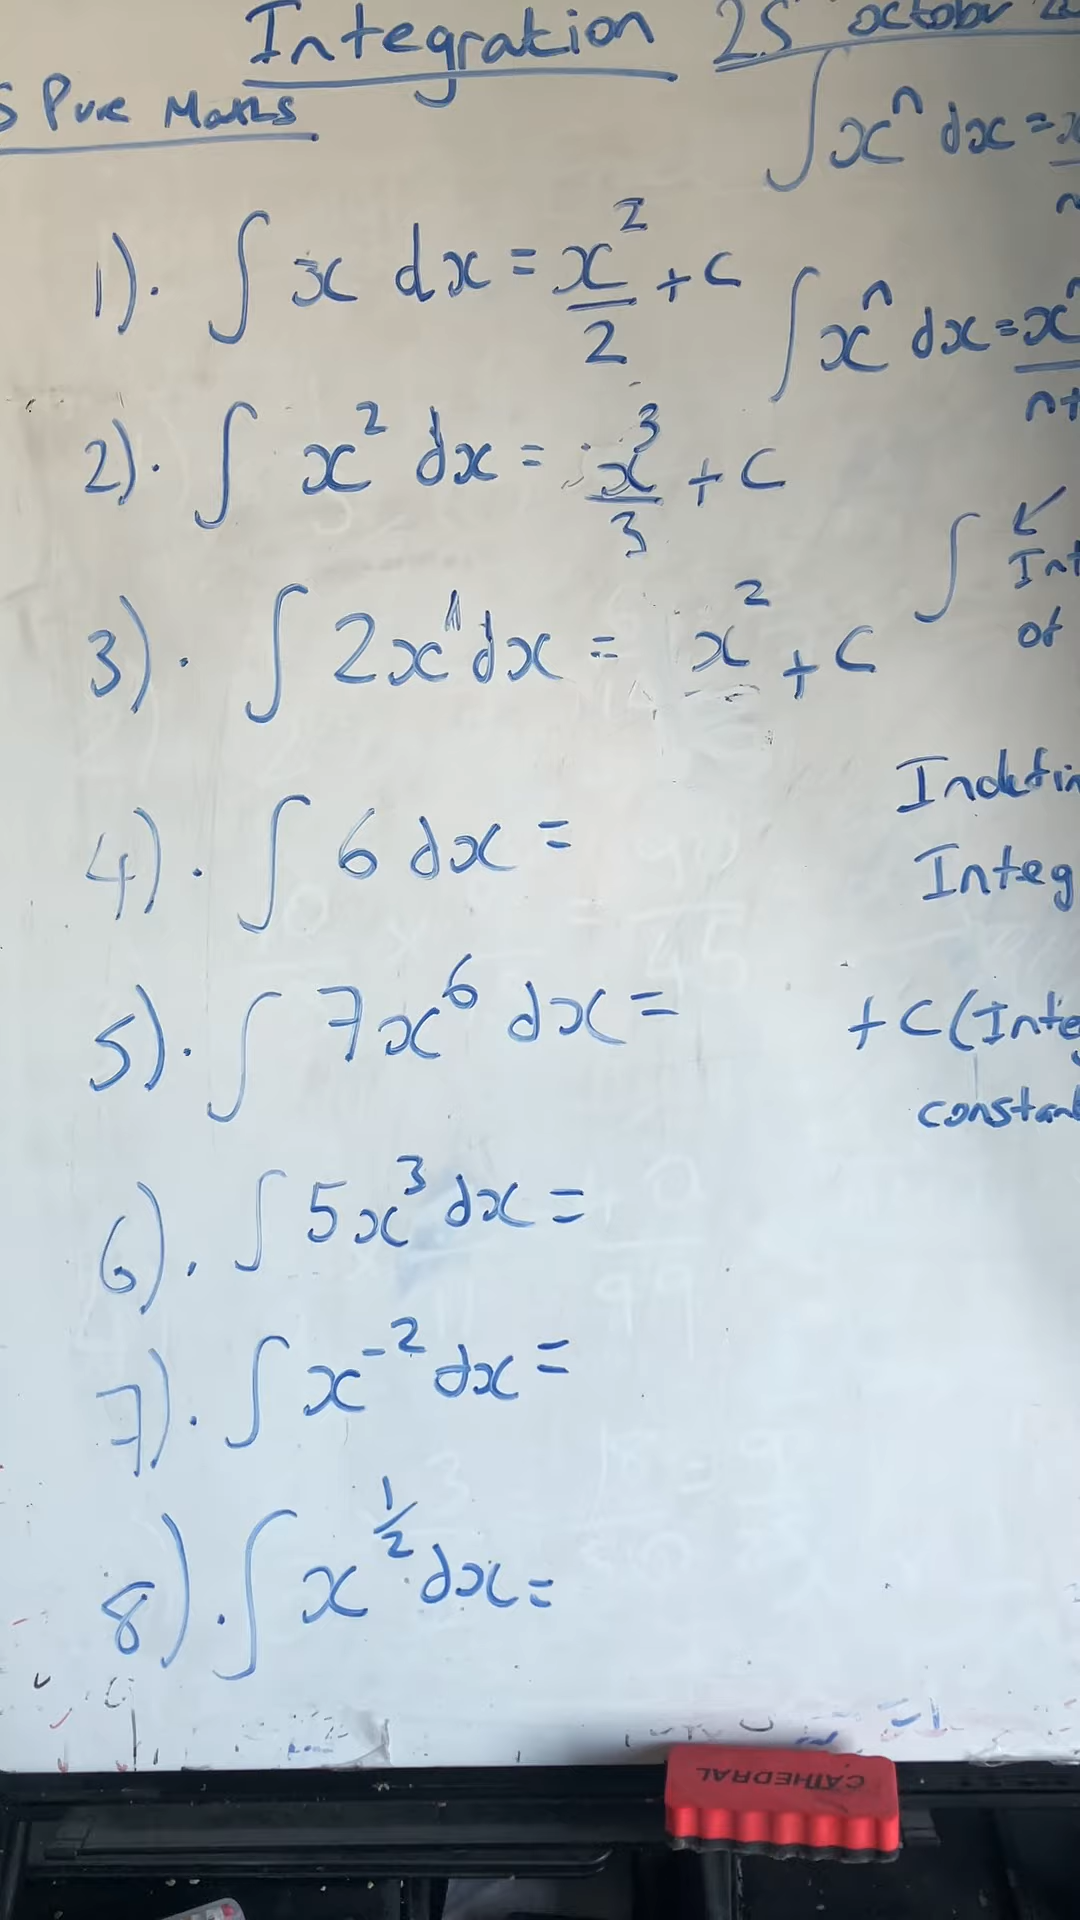 Integration 25 october
Pure Maths
∫xⁿ dx =
1). ∫ x dx = x²/2 + c
∫xⁿ dx = xⁿ/n+
2). ∫ x² dx = x³/3 + c
∫
3). ∫ 2x¹ dx = x² + c
of
4). ∫ 6 dx =
5). ∫ 7x⁶ dx =
+c (
6). ∫ 5x³ dx =
7). ∫ x⁻² dx =
8). ∫ x^½ dx =
CATHEDRAL